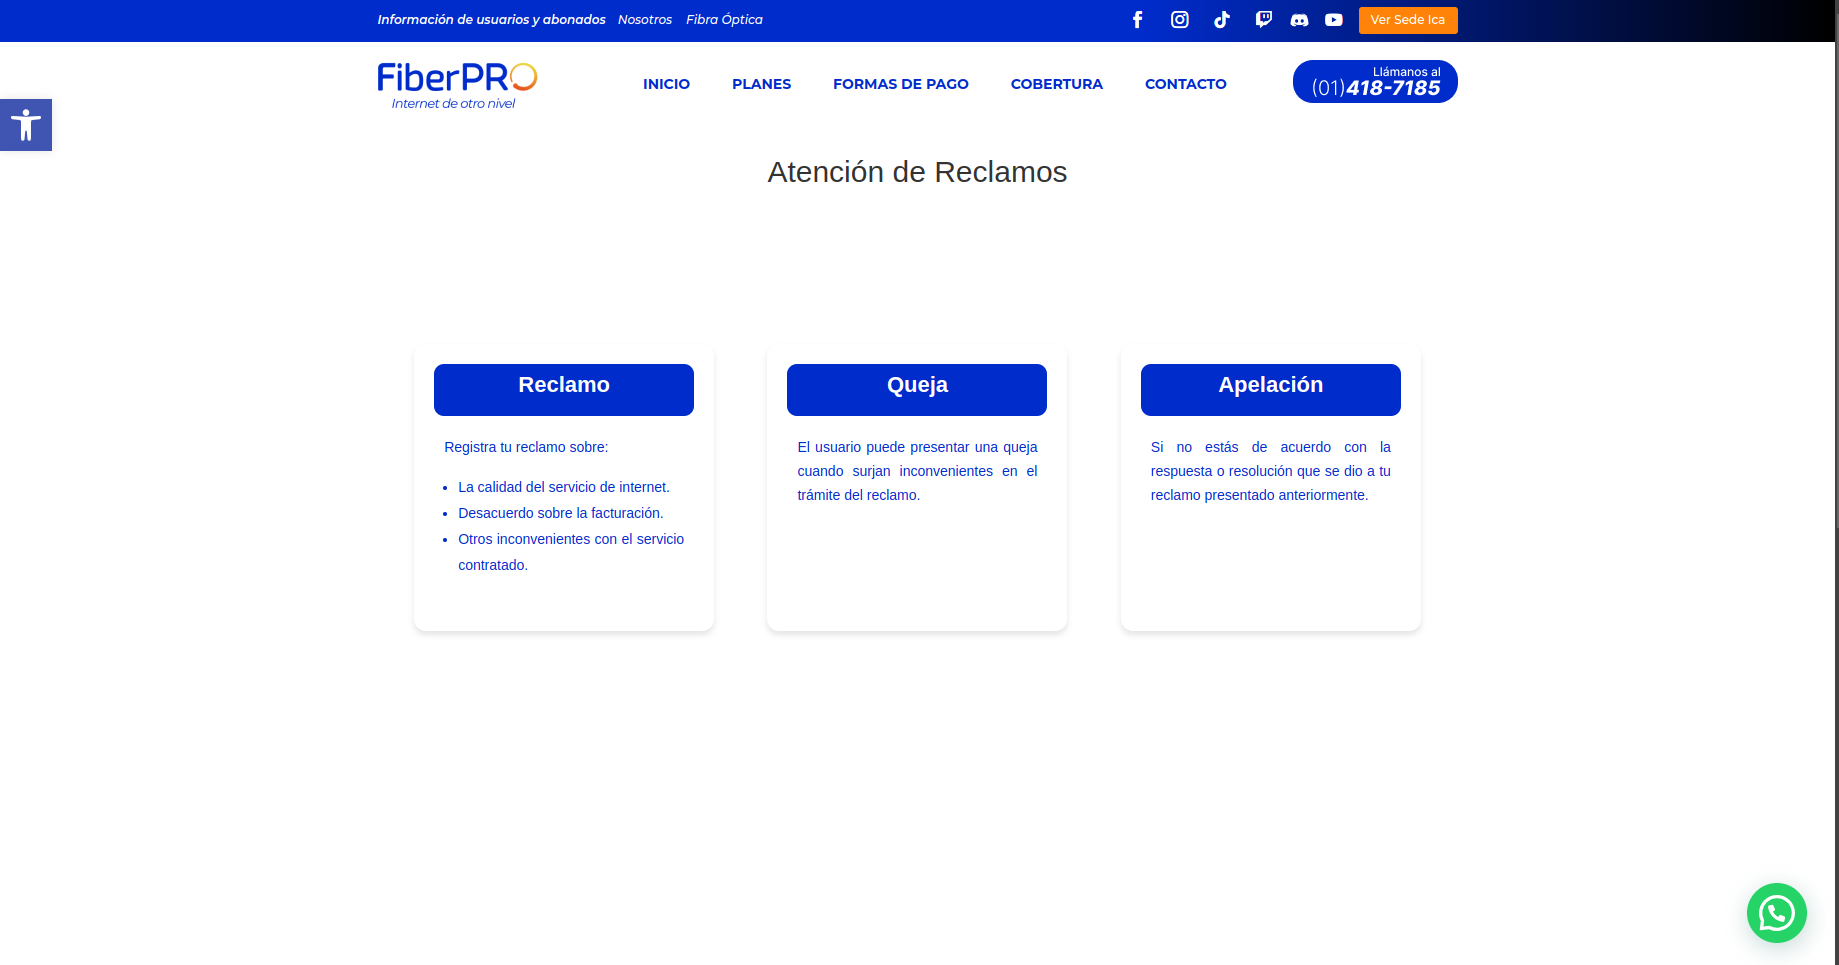 Información de usuarios y abonados Nosotros Fibra Óptica
Ver Sede Ica
FiberPRO
Internet de otro nivel
INICIO PLANES FORMAS DE PAGO COBERTURA CONTACTO
Llámanos al
(01)418-7185
Atención de Reclamos
Reclamo
Registra tu reclamo sobre:
La calidad del servicio de internet.
Desacuerdo sobre la facturación.
Otros inconvenientes con el servicio
contratado.
Queja
El usuario puede presentar una queja
cuando surjan inconvenientes en el
trámite del reclamo.
Apelación
Si no estás de acuerdo con la
respuesta o resolución que se dio a tu
reclamo presentado anteriormente.